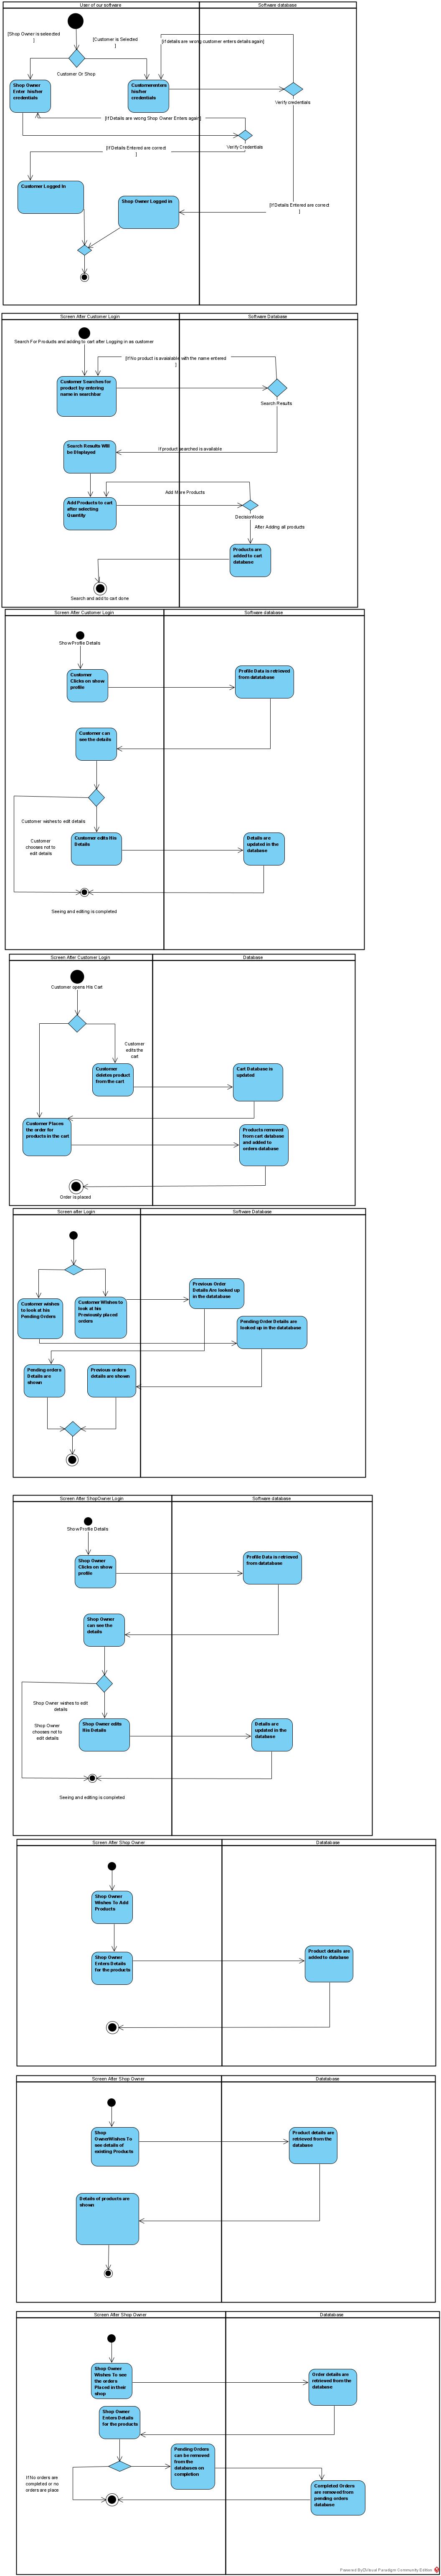 User of our software
Software database
[Shop Owner is seleeded
]
[Customer is Selected
]
[If details are wrong customer enters details again]
Customer Or Shop
Shop Owner
Enter his/her
credentials
Customer enters
his/her
credentials
Verify credentials
[If Details are wrong Shop Owner Enters again]
Verify Credentials
[If Details Entered are correct
]
Customer Logged In
Shop Owner Logged in
[If Details Entered are correct
]
Screen After Customer Login
Software Database
Search For Products and adding to cart after Logging in as customer
[If No product is avaialable with the name entered
]
Customer Searches for
product by entering
name in searchbar
Search Results
Search Results Will
be Displayed
if product searched is available
Add More Products
Add Products to cart
after selecting
Quantity
DecisionNode
After Adding all products
Products are
added to cart
database
Search and add to cart done
Screen After Customer Login
Software database
Show Profile Details
Customer
Clicks on show
profile
Profile Data is retrieved
from datatabase
Customer can
see the details
Customer wishes to edit details
Customer
chooses not to
edit details
Customer edits His
Details
Details are
updated in the
database
Seeing and editing is completed
Screen After Customer Login
Database
Customer opens His Cart
Customer
edits the
cart
Customer
deletes product
from the cart
Cart Database is
updated
Customer Places
the order for
products in the cart
Products removed
from cart database
and added to
orders database
Order is placed
Screen after Login
Software Database
Customer wishes
to look at his
Pending Orders
Customer Wishes to
look at his
Previously placed
orders
Previous Order
Details Are looked up
in the database
Pending Order Details are
looked up in the datatabase
Pending orders
Details are
shown
Previous orders
details are shown
Screen After ShopOwner Login
Software database
Show Profile Details
Shop Owner
Clicks on show
profile
Profile Data is retrieved
from datatabase
Shop Owner
can see the
details
Shop Owner wishes to edit
details
Shop Owner
chooses not to
edit details
Shop Owner edits
His Details
Details are
updated in the
database
Seeing and editing is completed
Screen After Shop Owner
Datatebase
Shop Owner
Wishes To Add
Products
Shop Owner
Enters Details
for the products
Product details are
added to database
Screen After Shop Owner
Datatebase
Shop
OwnerWishes To
see details of
existing Products
Product details are
retrieved from the
database
Details of products are
shown
Screen After Shop Owner
Datatebase
Shop Owner
Wishes To see
the orders
Placed in their
shop
Order details are
retrieved from the
database
Shop Owner
Enters Details
for the products
Pending Orders
can be removed
from the
databases on
completion
If No orders are
completed or no
orders are place
Completed Orders
are removed from
pending orders
database
Powered By Visual Paradigm Community Edition